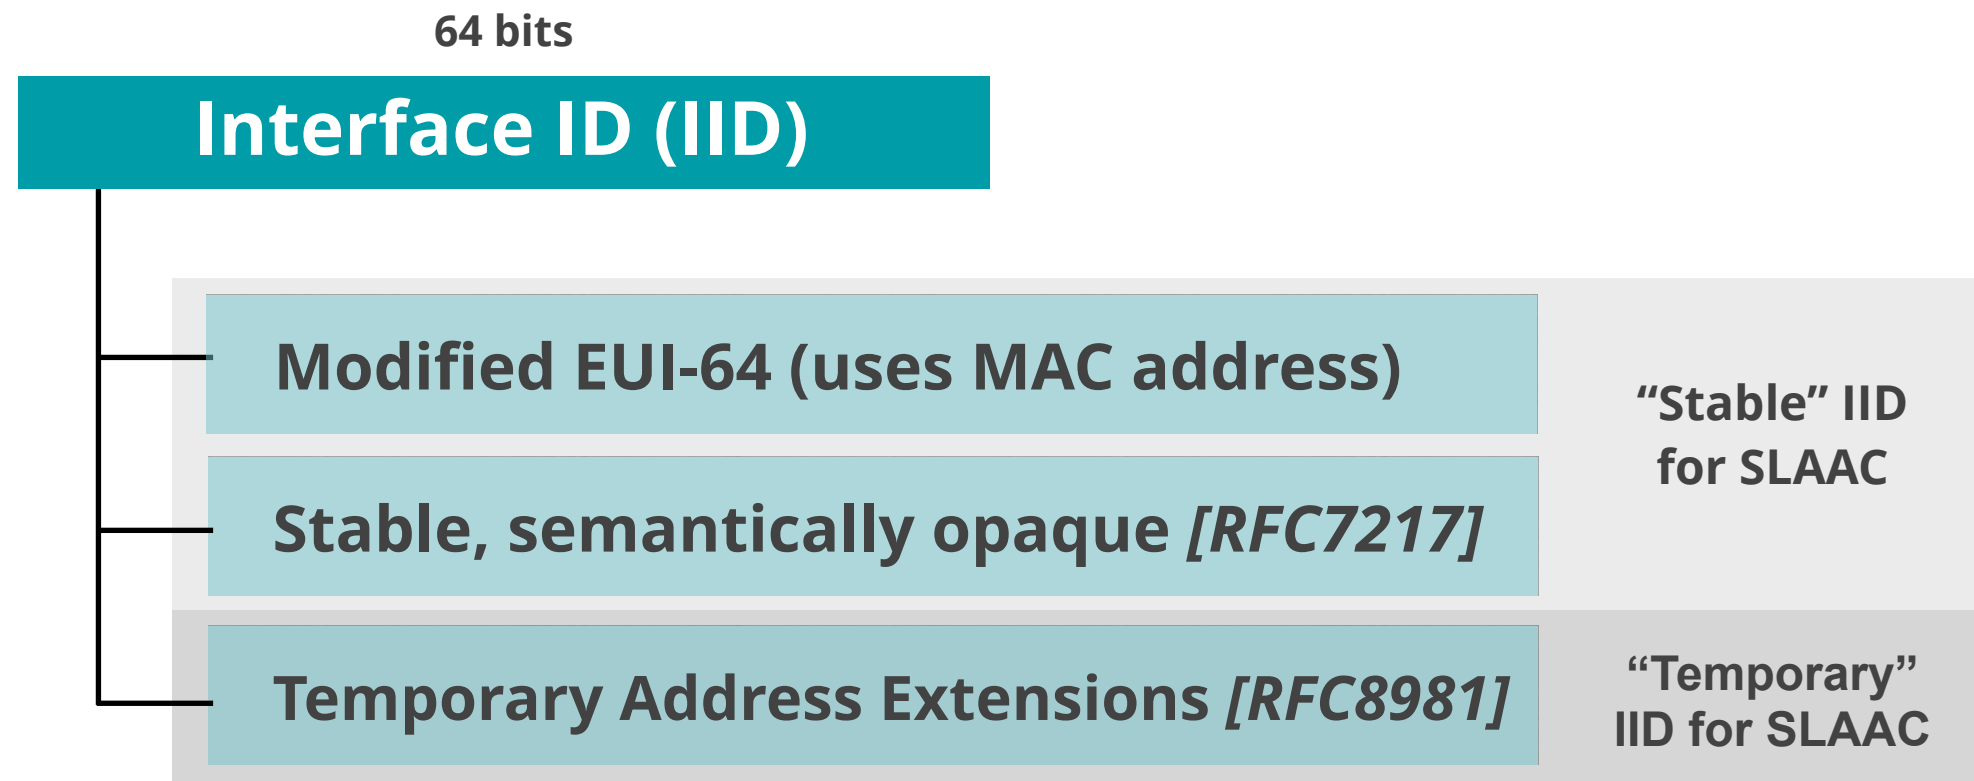 64 bits
Interface ID (IID)
Modified EUI-64 (uses MAC address)
“Stable” IID
for SLAAC
Stable, semantically opaque [RFC7217]
Temporary Address Extensions [RFC8981]
“Temporary”
IID for SLAAC